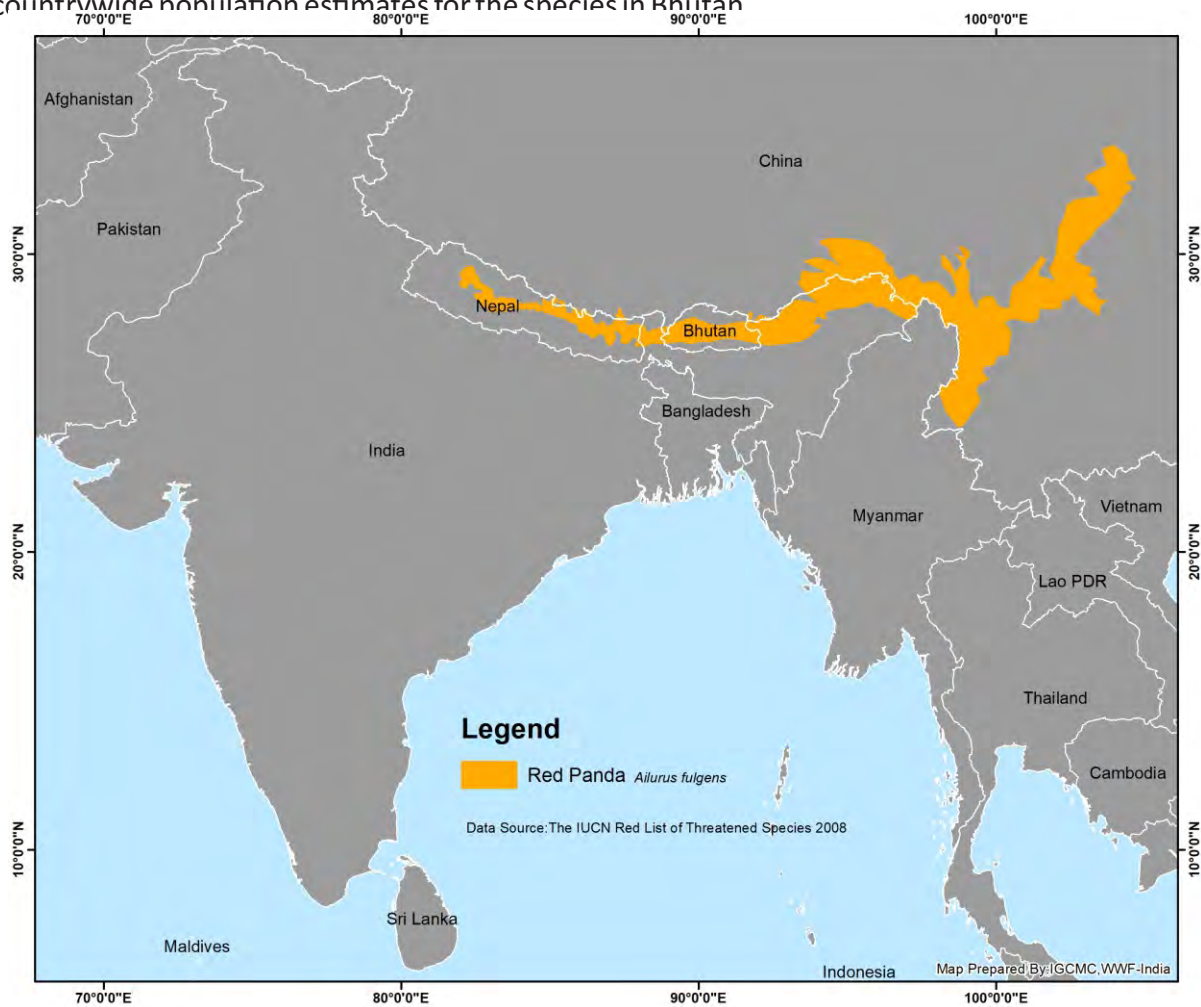 countrywide population estimates for the species in Bhutan
70°0'0"E 80°0'0"E 90°0'0"E 100°0'0"E
Afghanistan
China
Pakistan
30°0'0"N 30°0'0"N
Nepal
Bhutan
Bangladesh
India
Vietnam
Myanmar
20°0'0"N 20°0'0"N
Lao PDR
Thailand
Legend
Red Panda Ailurus fulgens
Cambodia
Data Source:The IUCN Red List of Threatened Species 2008
10°0'0"N 10°0'0"N
Sri Lanka
Maldives
Indonesia
Map Prepared By:IGCMC,WWF-India
70°0'0"E 80°0'0"E 90°0'0"E 100°0'0"E